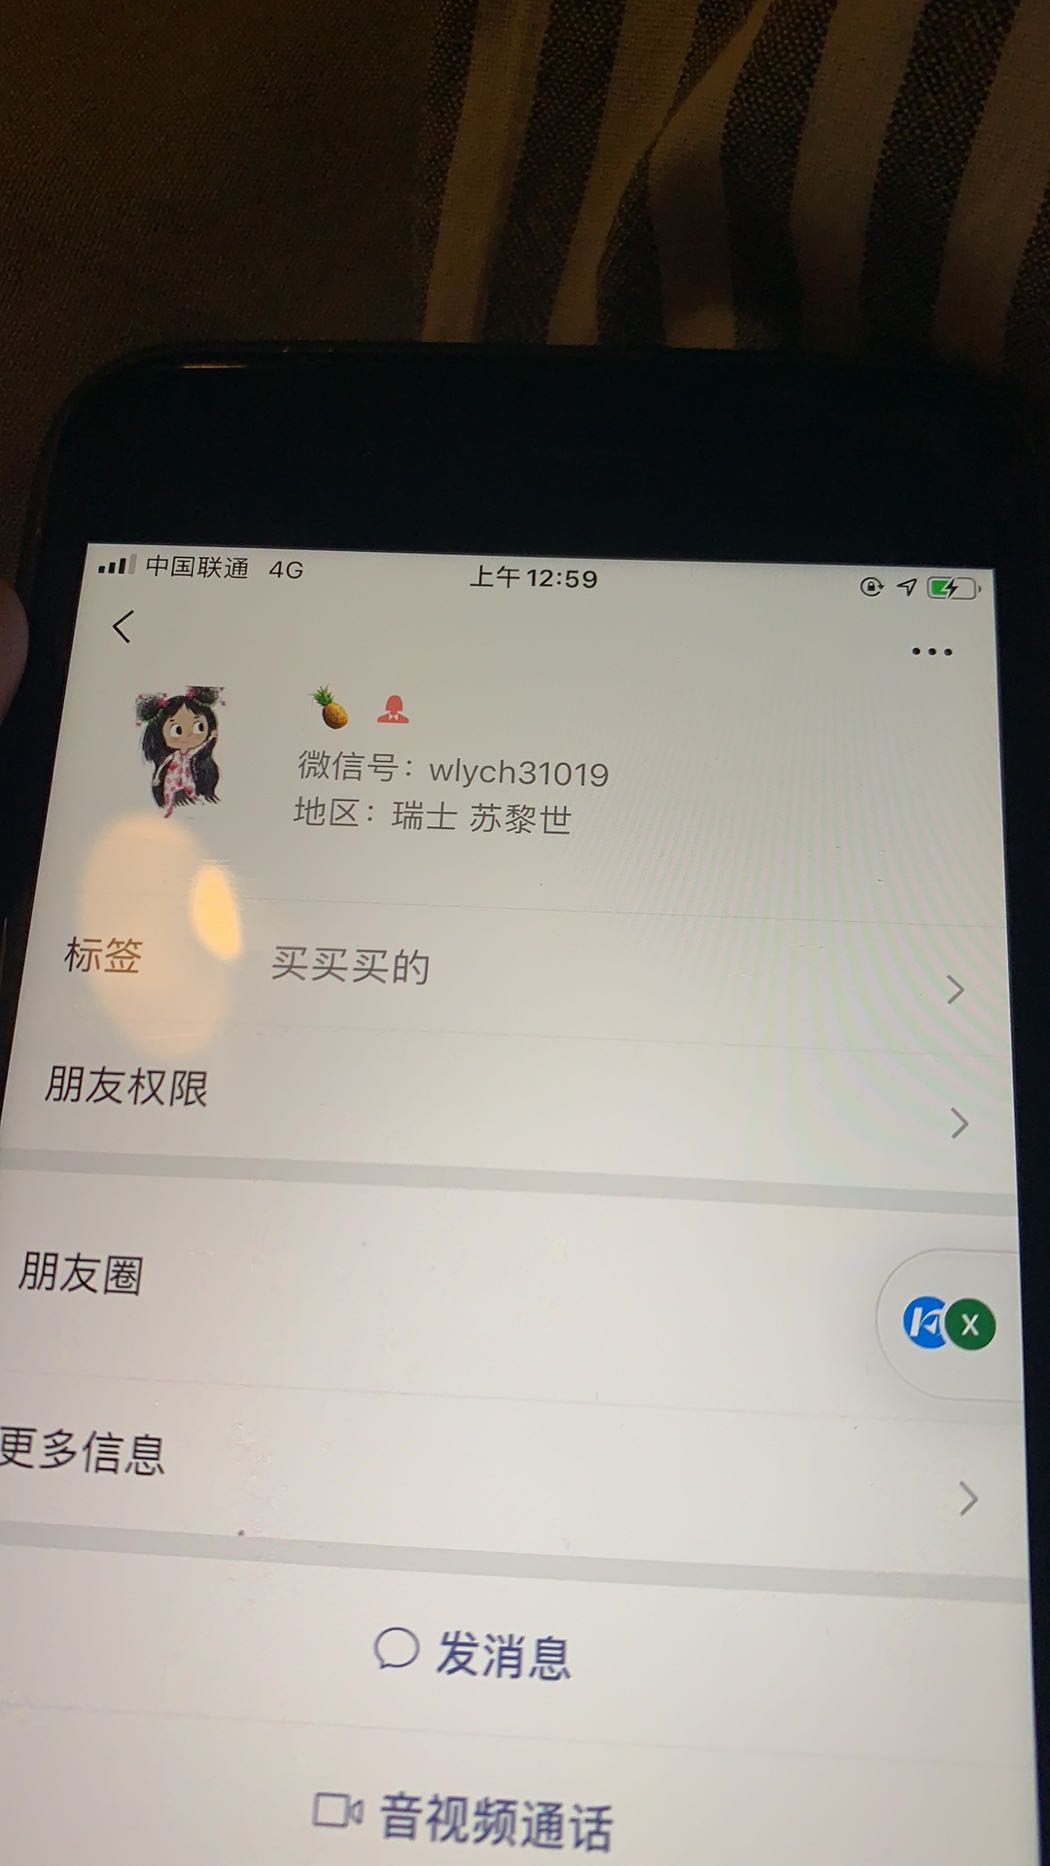 中国联通 4G 上午12:59
🍍
微信号：wlych31019
地区：瑞士 苏黎世
标签 买买买的
朋友权限
朋友圈
X
更多信息
发消息
音视频通话